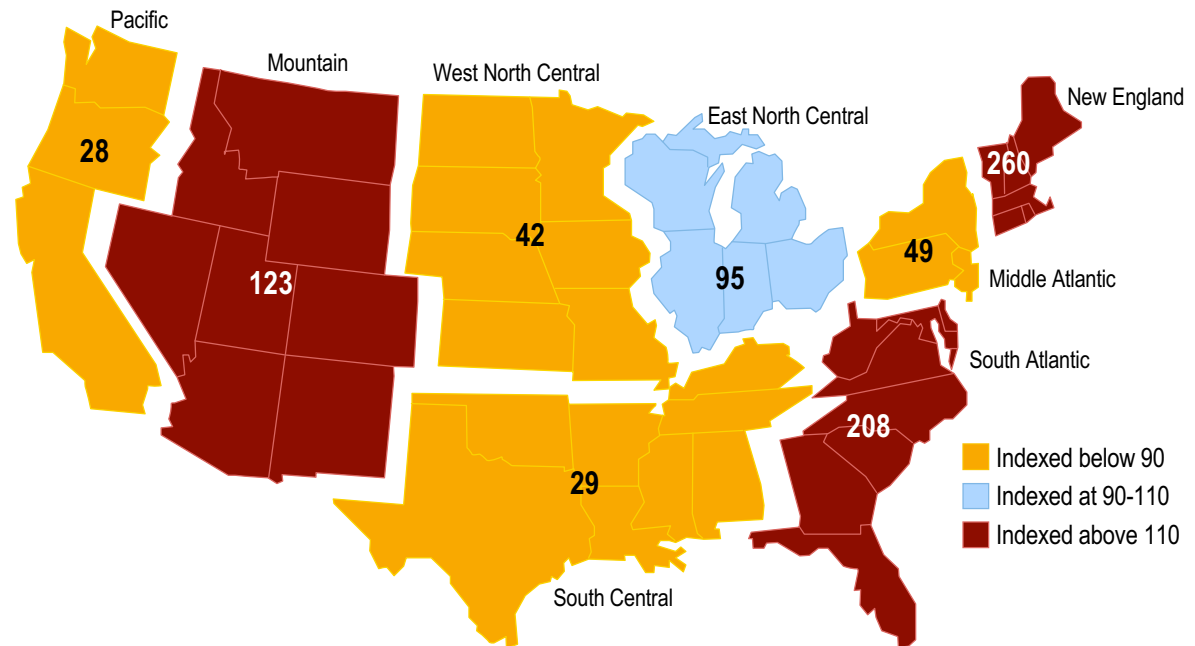 Pacific
Mountain
West North Central
East North Central
New England
28
260
42
49
123
95
Middle Atlantic
South Atlantic
208
Indexed below 90
29
Indexed at 90-110
Indexed above 110
South Central